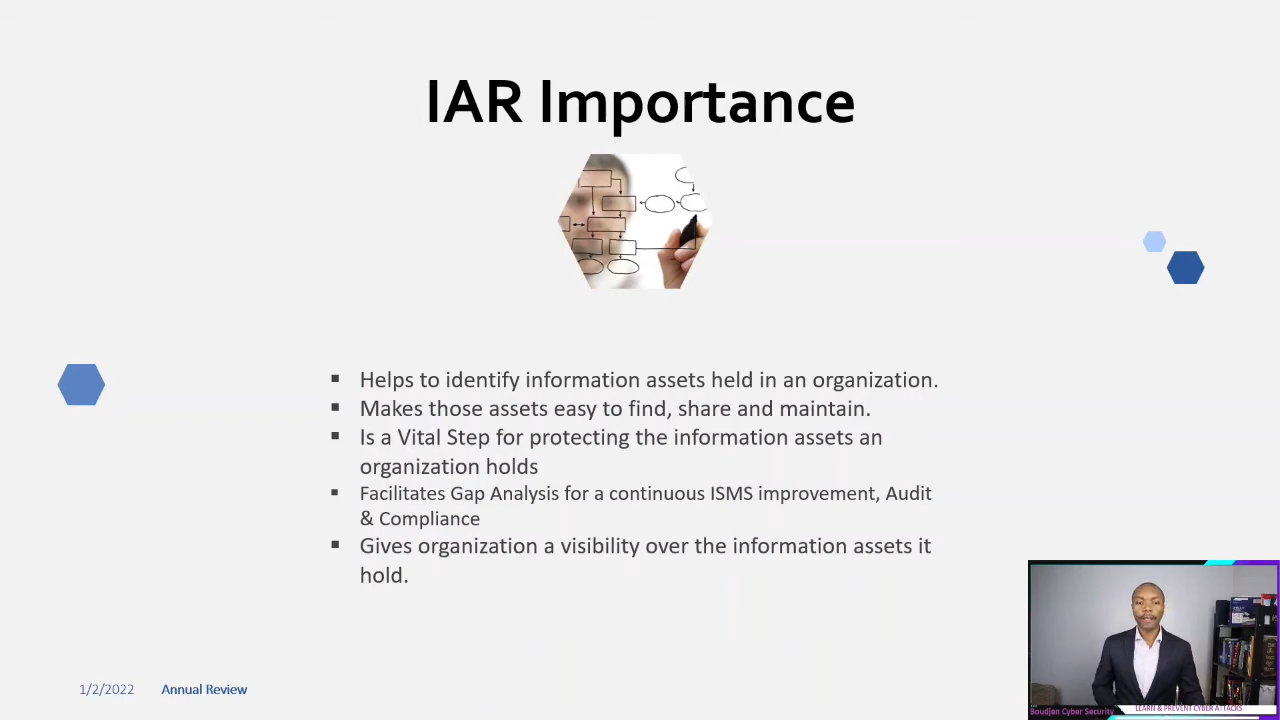 IAR Importance
Helps to identify information assets held in an organization.
Makes those assets easy to find, share and maintain.
Is a Vital Step for protecting the information assets an
organization holds
Facilitates Gap Analysis for a continuous ISMS improvement, Audit
& Compliance
Gives organization a visibility over the information assets it
hold.
1/2/2022 Annual Review
Boudjen Cyber Security LEARN & PREVENT CYBER ATTACKS